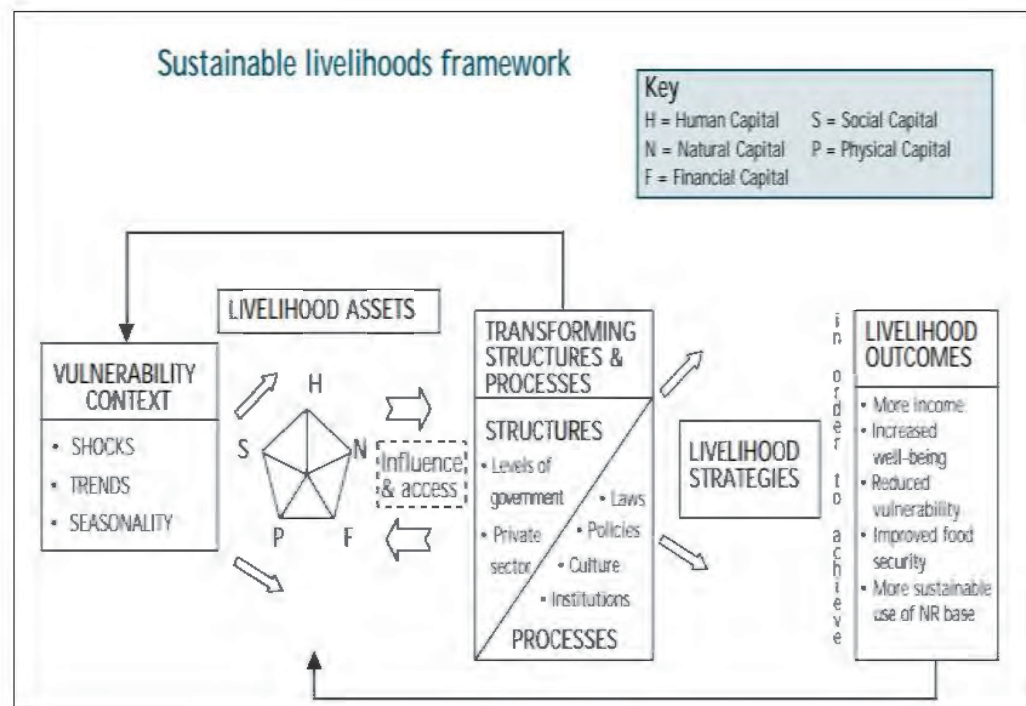 Sustainable livelihoods framework
Key
H = Human Capital S = Social Capital
N = Natural Capital P = Physical Capital
F = Financial Capital
LIVELIHOOD ASSETS
VULNERABILITY
CONTEXT
• SHOCKS
• TRENDS
• SEASONALITY
H
S
N
P
F
Influence
& access
TRANSFORMING
STRUCTURES &
PROCESSES
STRUCTURES
• Levels of
government
• Private
sector
• Laws
• Policies
• Culture
• Institutions
PROCESSES
LIVELIHOOD
STRATEGIES
in order to achieve
LIVELIHOOD
OUTCOMES
• More income
• Increased
well-being
• Reduced
vulnerability
• Improved food
security
• More sustainable
use of NR base